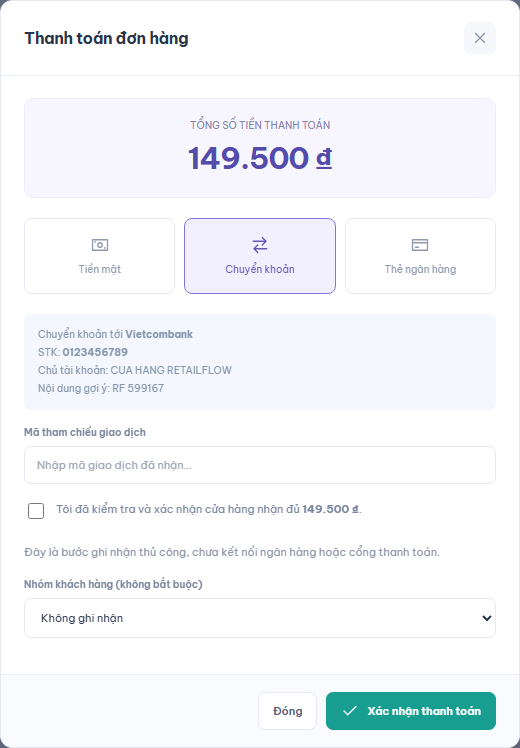 Thanh toán đơn hàng
TỔNG SỐ TIỀN THANH TOÁN
149.500 ₫
Tiền mặt
Chuyển khoản
Thẻ ngân hàng
Chuyển khoản tới Vietcombank
STK: 0123456789
Chủ tài khoản: CUA HANG RETAILFLOW
Nội dung gợi ý: RF 599167
Mã tham chiếu giao dịch
Nhập mã giao dịch đã nhận...
Tôi đã kiểm tra và xác nhận cửa hàng nhận đủ 149.500 ₫.
Đây là bước ghi nhận thủ công, chưa kết nối ngân hàng hoặc cổng thanh toán.
Nhóm khách hàng (không bắt buộc)
Không ghi nhận
Đóng
Xác nhận thanh toán